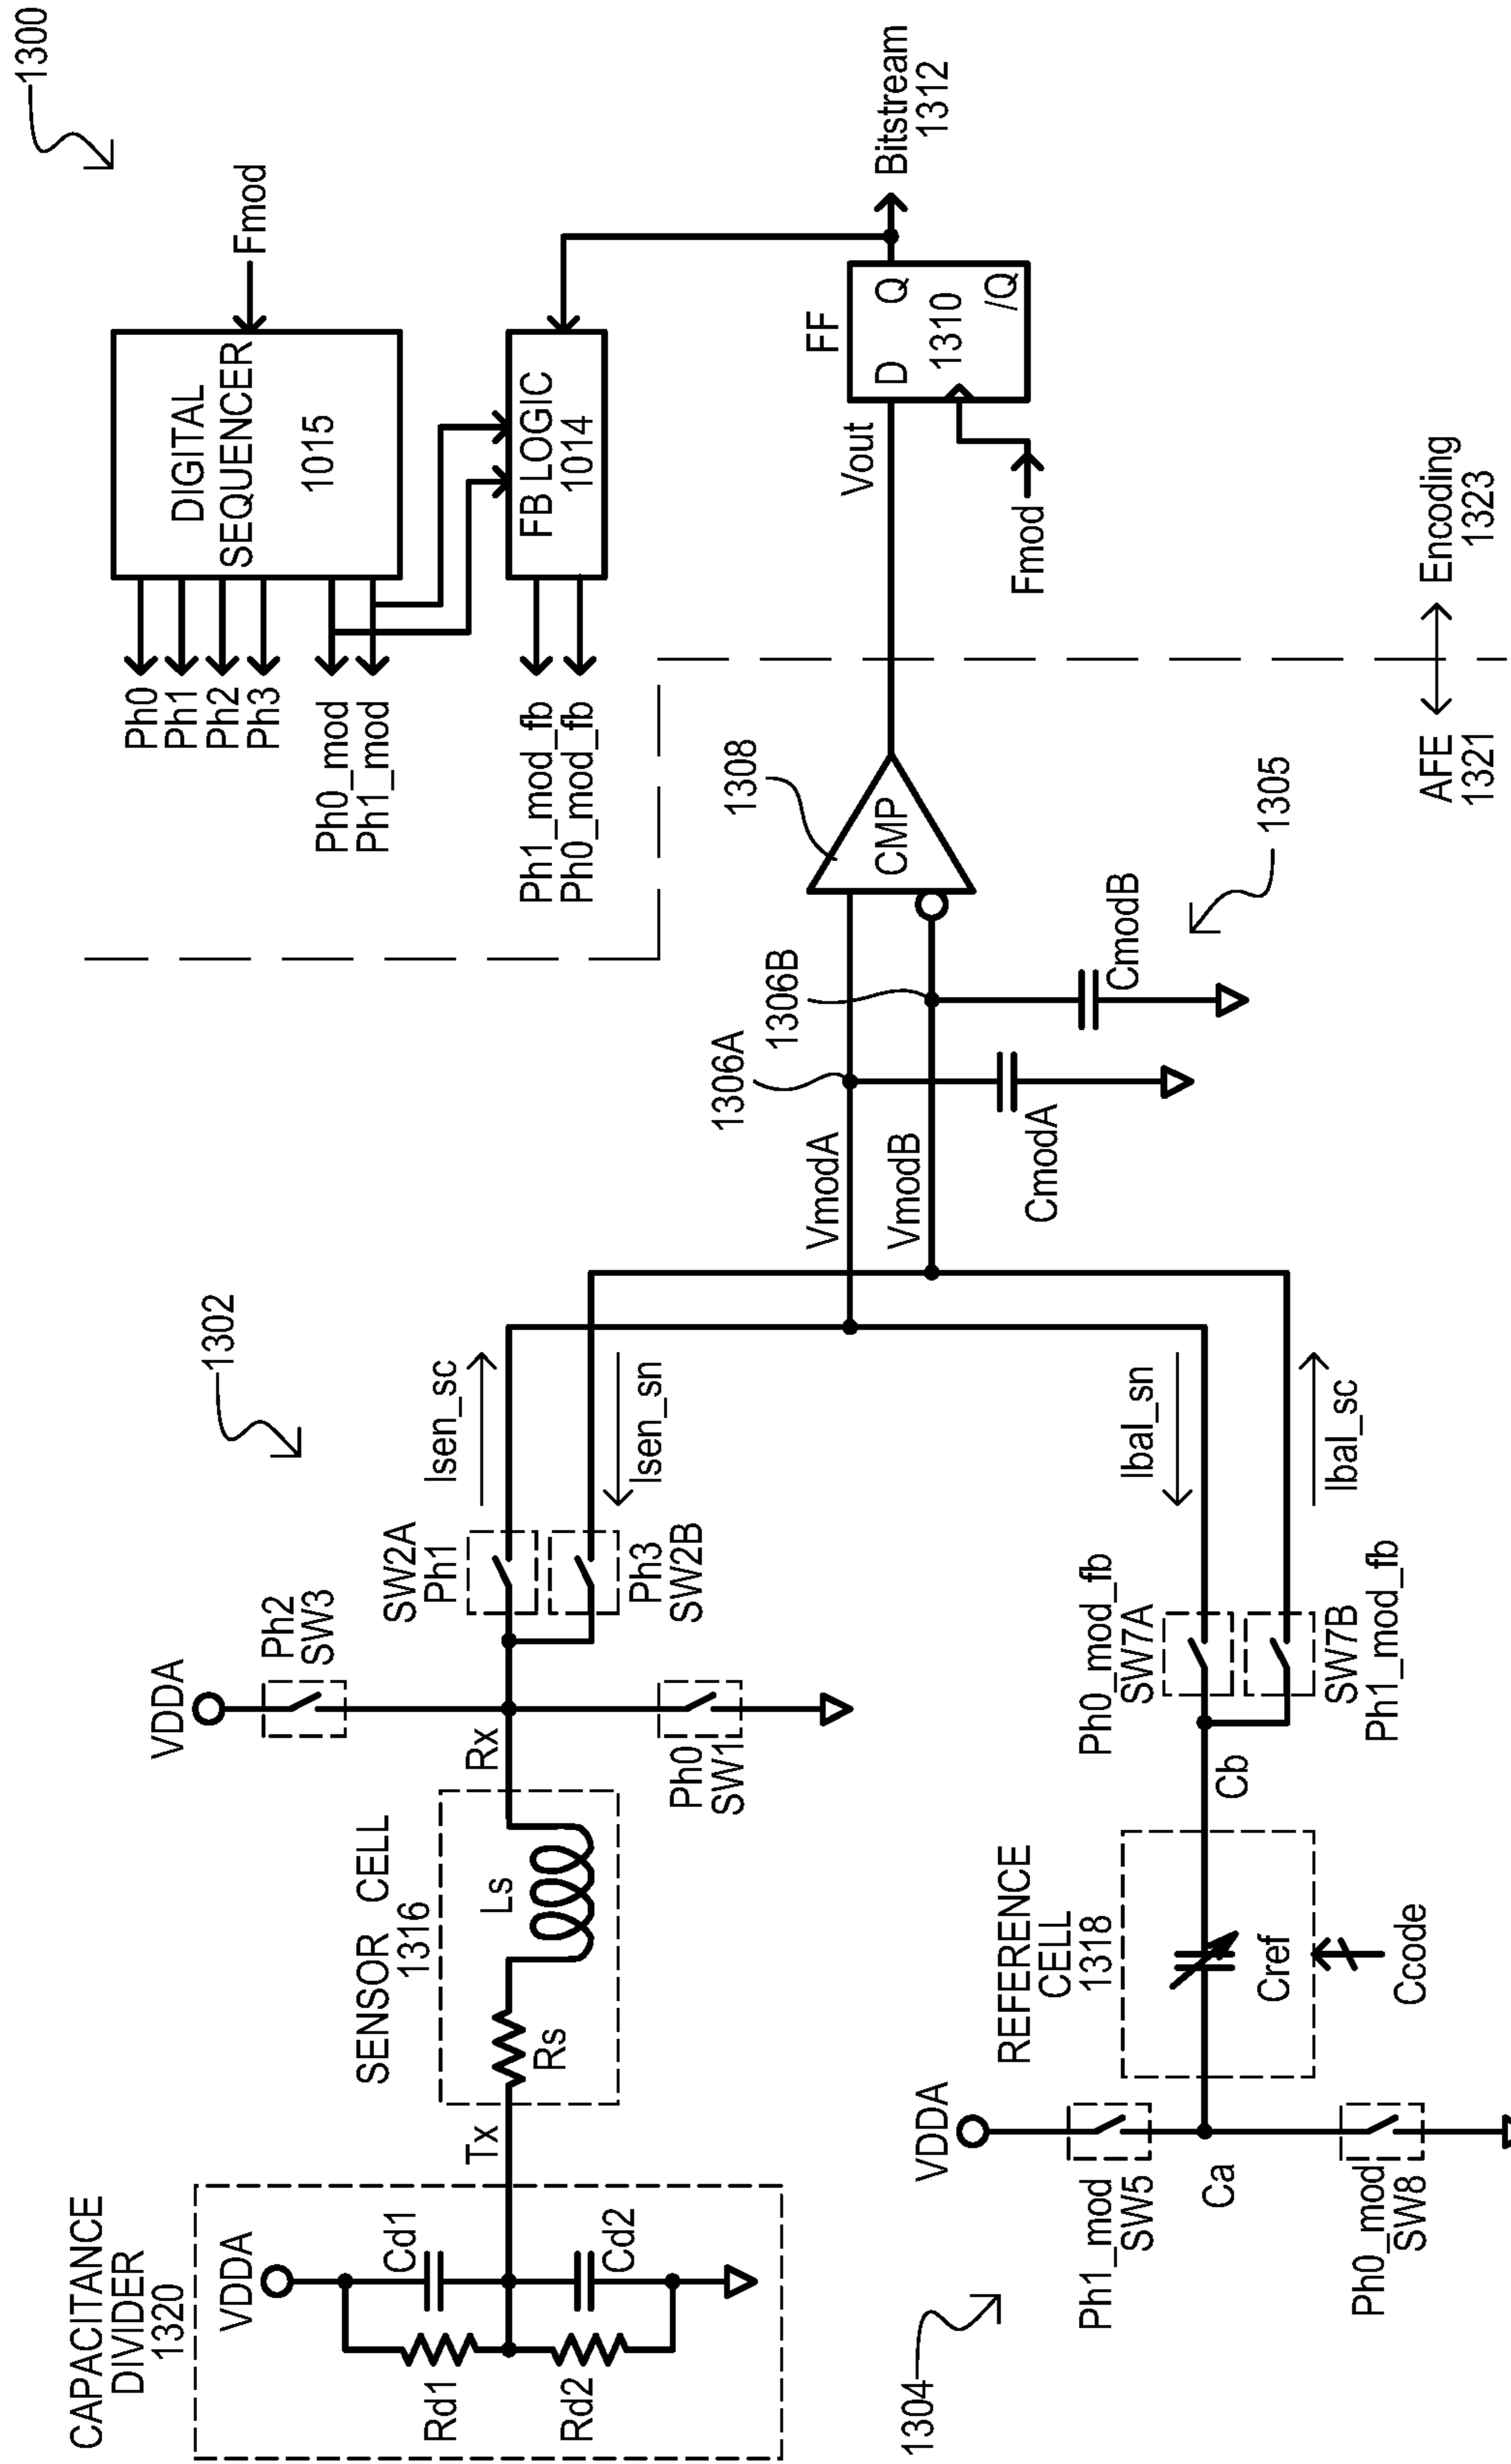 1300
DIGITAL
SEQUENCER
1015
Fmod
Ph0
Ph1
Ph2
Ph3
Ph0_mod
Ph1_mod
FB LOGIC
1014
Ph1_mod_fb
Ph0_mod_fb
Bitstream
1312
FF
D
Q
1310
/Q
Vout
Fmod
AFE
1321
Encoding
1323
1308
CMP
1305
1306A
1306B
CmodA
CmodB
VmodA
VmodB
1302
Isen_sc
Isen_sn
SW2A
Ph1
Ph3
SW2B
VDDA
Ph2
SW3
Rx
Ph0
SW1
SENSOR CELL
1316
Ls
Rs
Tx
CAPACITANCE
DIVIDER
1320
VDDA
Cd1
Cd2
Rd1
Rd2
Ibal_sn
Ibal_sc
Ph0_mod_fb
SW7A
SW7B
Ph1_mod_fb
Cb
REFERENCE
CELL
1318
Cref
Ccode
VDDA
Ph1_mod
SW5
Ca
Ph0_mod
SW8
1304